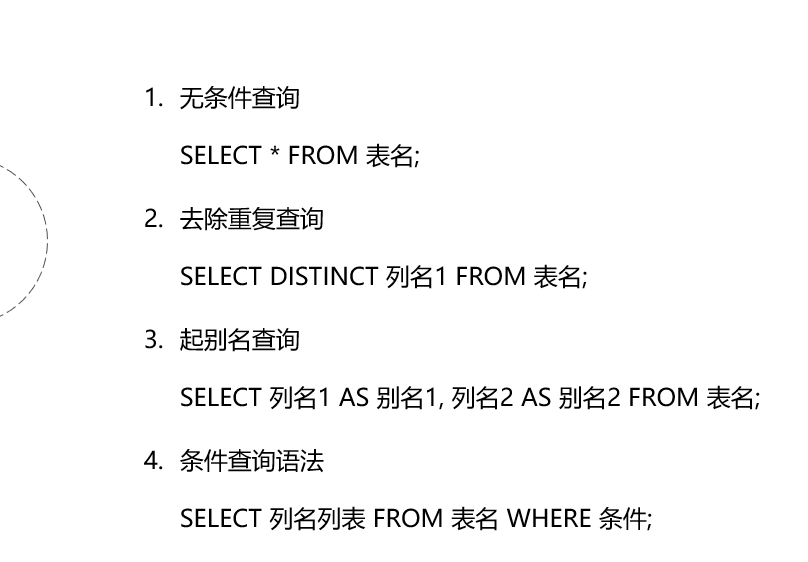 1. 无条件查询
SELECT * FROM 表名;
2. 去除重复查询
SELECT DISTINCT 列名1 FROM 表名;
3. 起别名查询
SELECT 列名1 AS 别名1, 列名2 AS 别名2 FROM 表名;
4. 条件查询语法
SELECT 列名列表 FROM 表名 WHERE 条件;